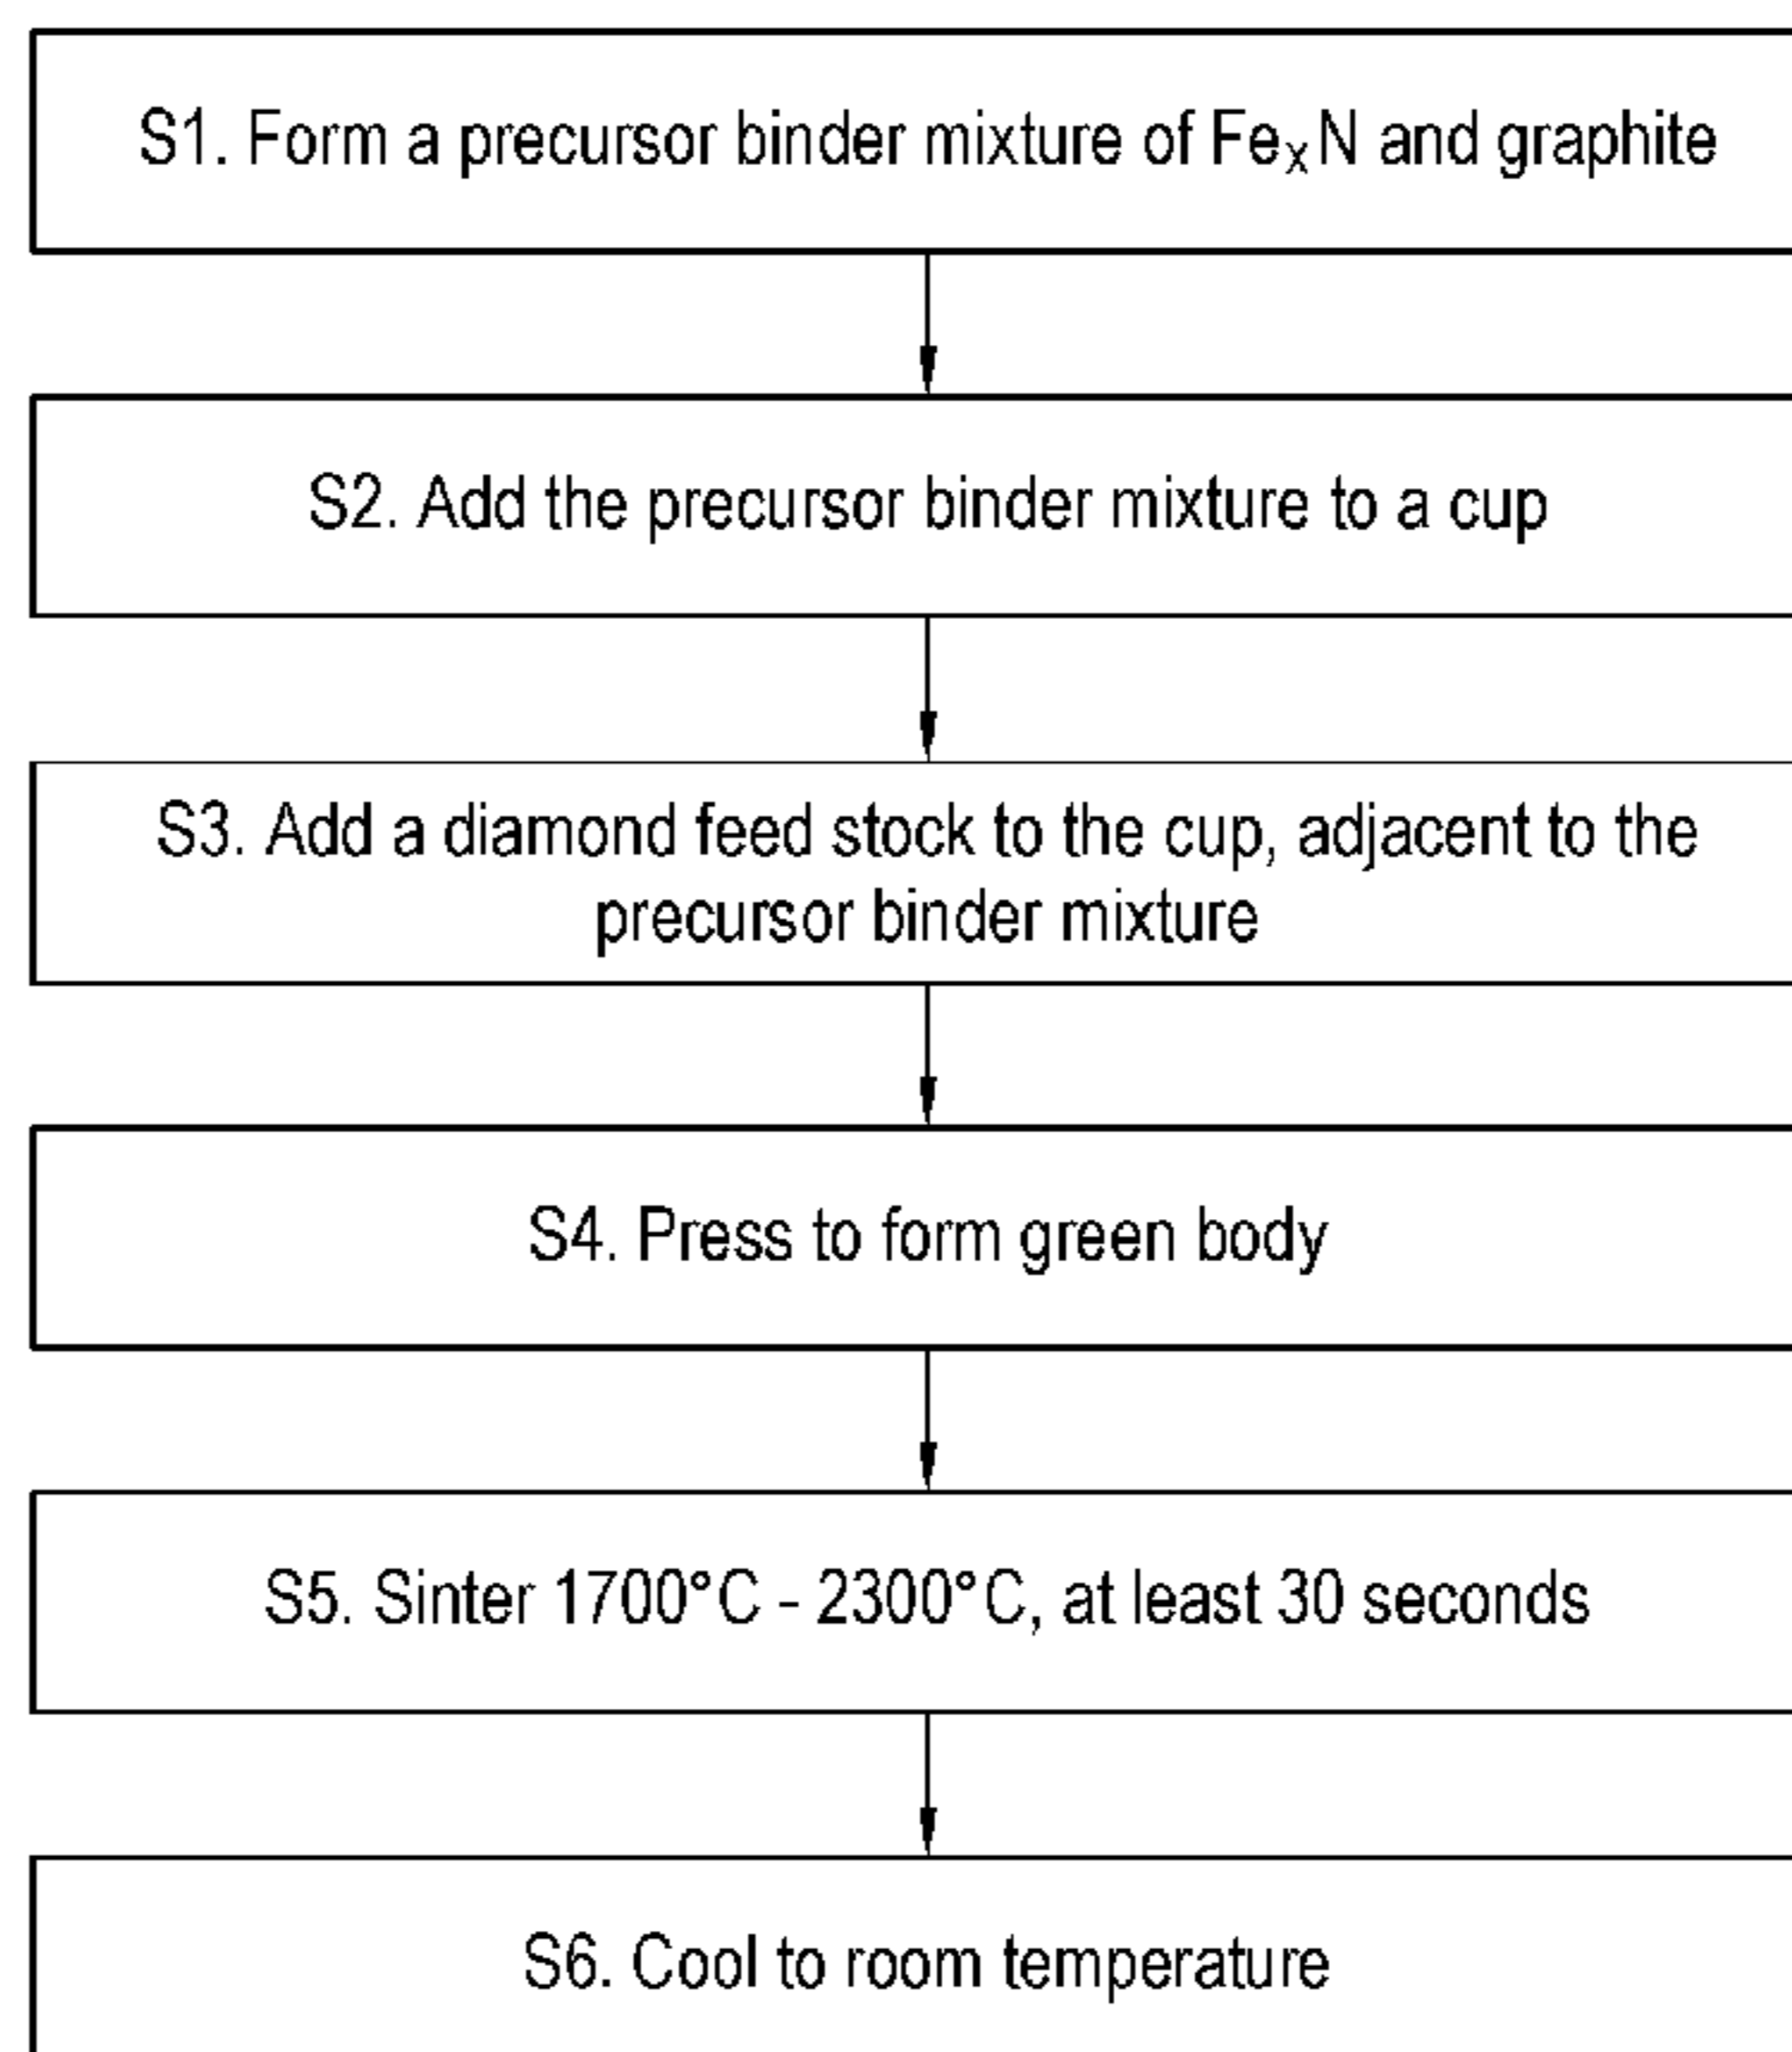 S1. Form a precursor binder mixture of FeₓN and graphite
S2. Add the precursor binder mixture to a cup
S3. Add a diamond feed stock to the cup, adjacent to the
precursor binder mixture
S4. Press to form green body
S5. Sinter 1700°C - 2300°C, at least 30 seconds
S6. Cool to room temperature